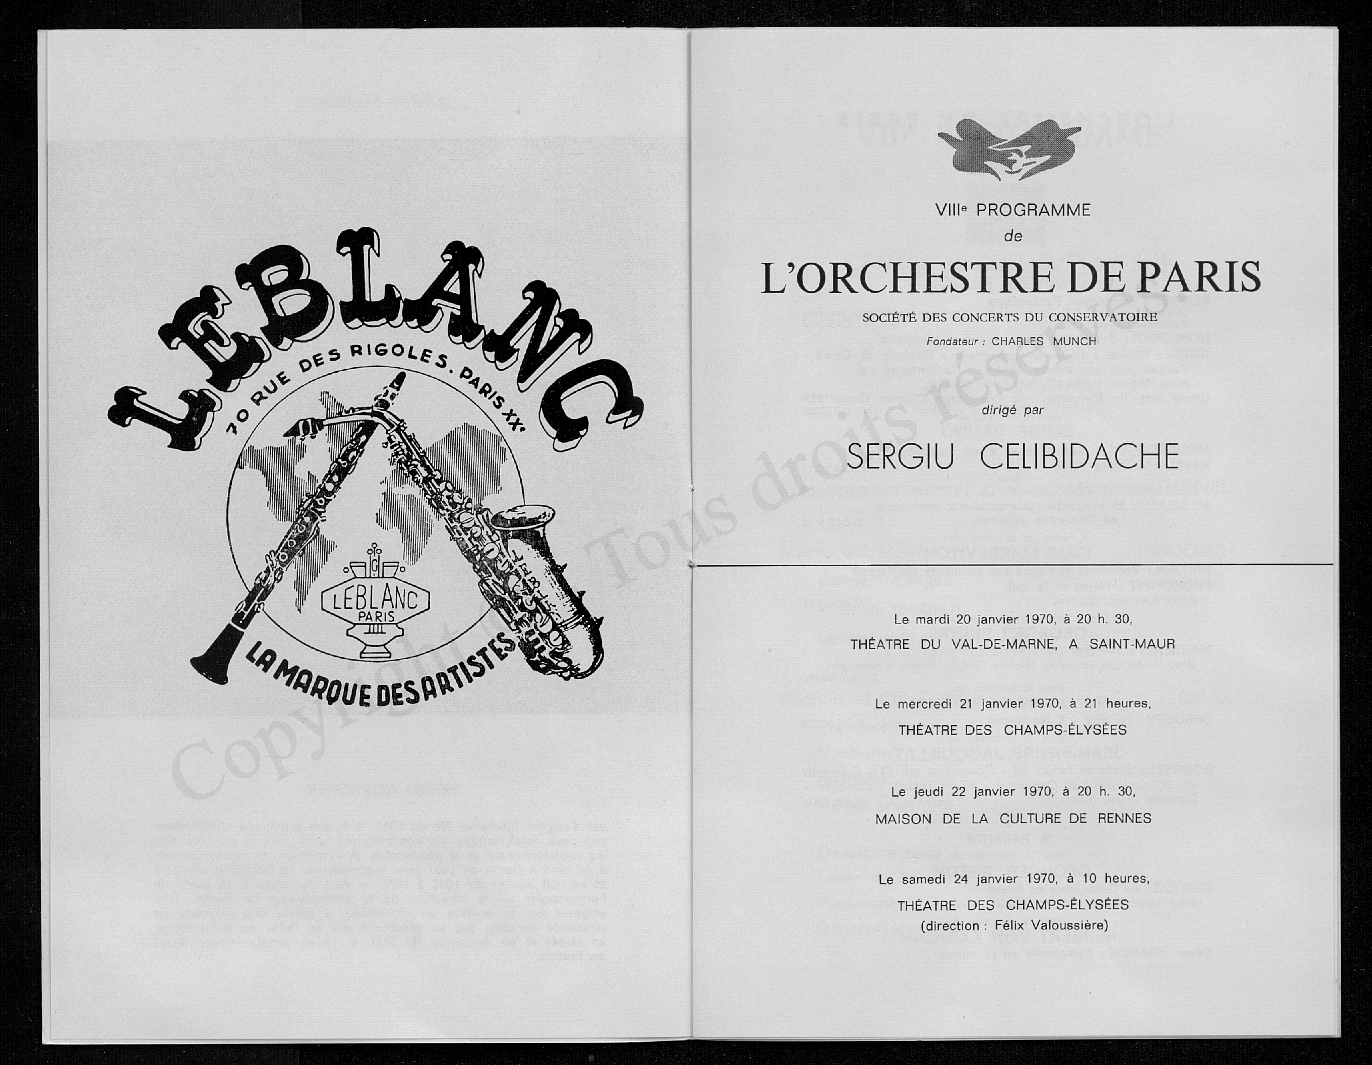 LEBLANC
70 RUE DES RIGOLES. PARIS XXe
LEBLANC
PARIS
LA MARQUE DES ARTISTES
VIIIe PROGRAMME
de
L'ORCHESTRE DE PARIS
SOCIÉTÉ DES CONCERTS DU CONSERVATOIRE
Fondateur : CHARLES MUNCH
dirigé par
SERGIU CELIBIDACHE
Le mardi 20 janvier 1970, à 20 h. 30,
THÉATRE DU VAL-DE-MARNE, A SAINT-MAUR
Le mercredi 21 janvier 1970, à 21 heures,
THÉATRE DES CHAMPS-ÉLYSÉES
Le jeudi 22 janvier 1970, à 20 h. 30,
MAISON DE LA CULTURE DE RENNES
Le samedi 24 janvier 1970, à 10 heures,
THÉATRE DES CHAMPS-ÉLYSÉES
(direction : Félix Valoussière)
Copyright Tous droits réservés.